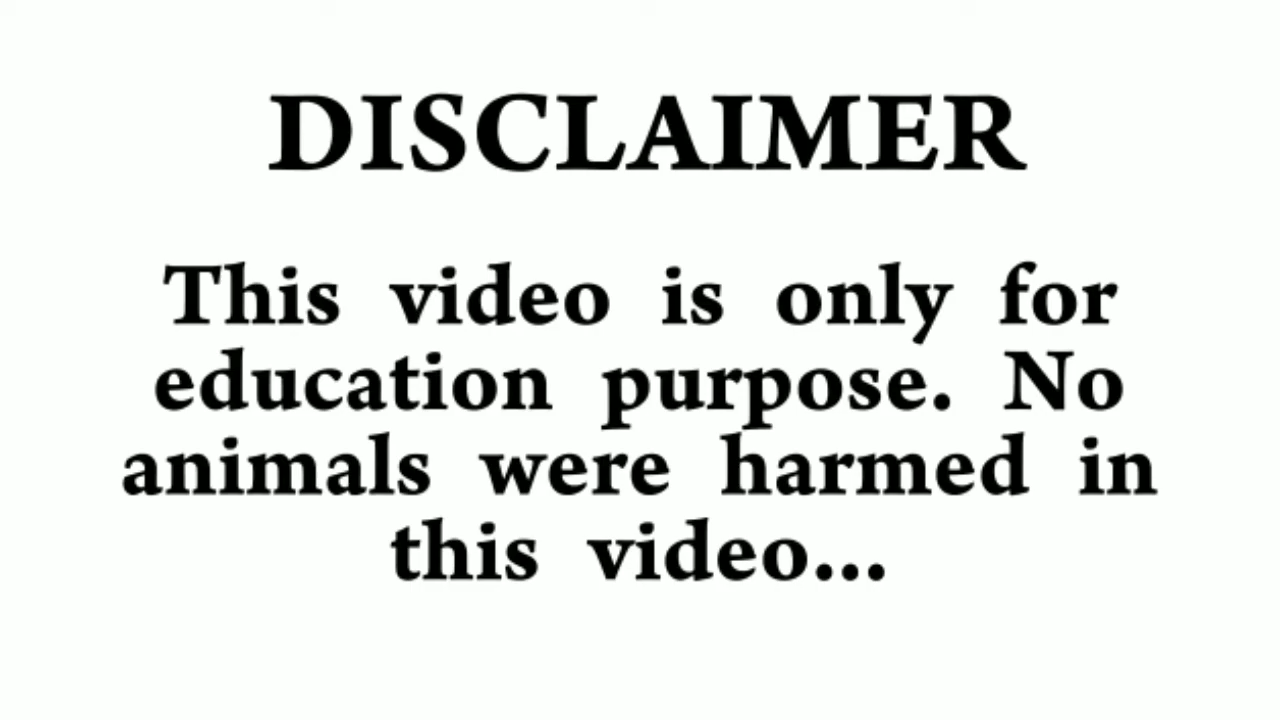 DISCLAIMER
This video is only for
education purpose. No
animals were harmed in
this video...